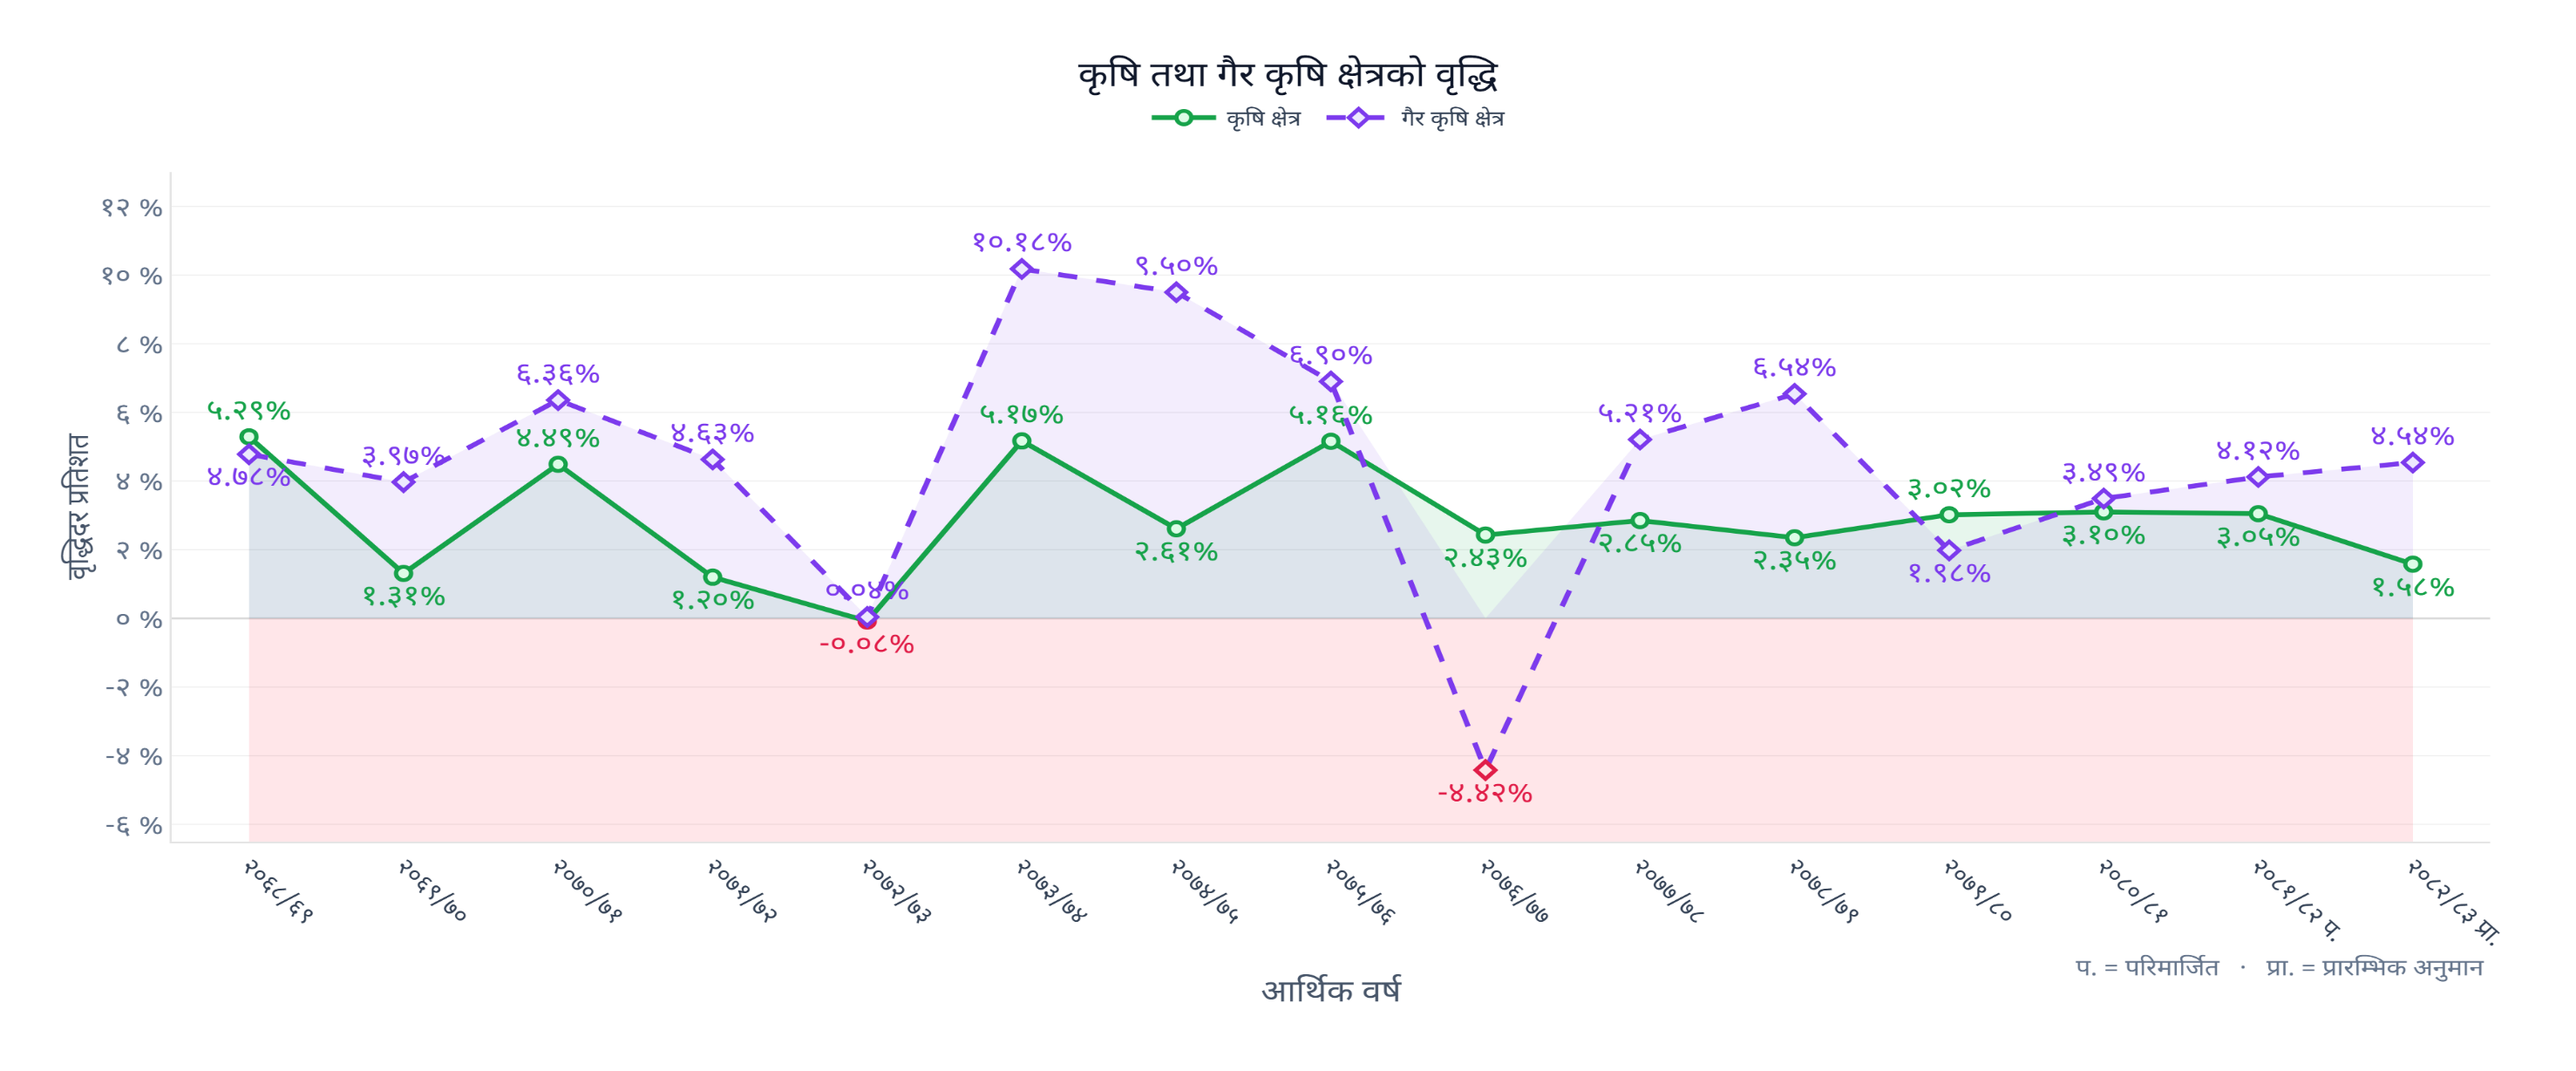 कृषि तथा गैर कृषि क्षेत्रको वृद्धि
कृषि क्षेत्र गैर कृषि क्षेत्र
वृद्धिदर प्रतिशत
१२ %
१० %
८ %
६ %
४ %
२ %
० %
-२ %
-४ %
-६ %
५.२९% १.३१% ४.४९% १.२०% -०.०८% ५.१७% २.६१% ५.१६% २.४३% २.८५% २.३५% ३.०२% ३.१०% ३.०५% १.५८%
४.७८% ३.९७% ६.३६% ४.६३% ०.०४% १०.१८% ९.५०% ६.९०% -४.४२% ५.२१% ६.५४% १.९८% ३.४९% ४.१२% ४.५४%
२०६८/६९ २०६९/७० २०७०/७१ २०७१/७२ २०७२/७३ २०७३/७४ २०७४/७५ २०७५/७६ २०७६/७७ २०७७/७८ २०७८/७९ २०७९/८० २०८०/८१ २०८१/८२ प. २०८२/८३ प्रा.
प. = परिमार्जित · प्रा. = प्रारम्भिक अनुमान
आर्थिक वर्ष